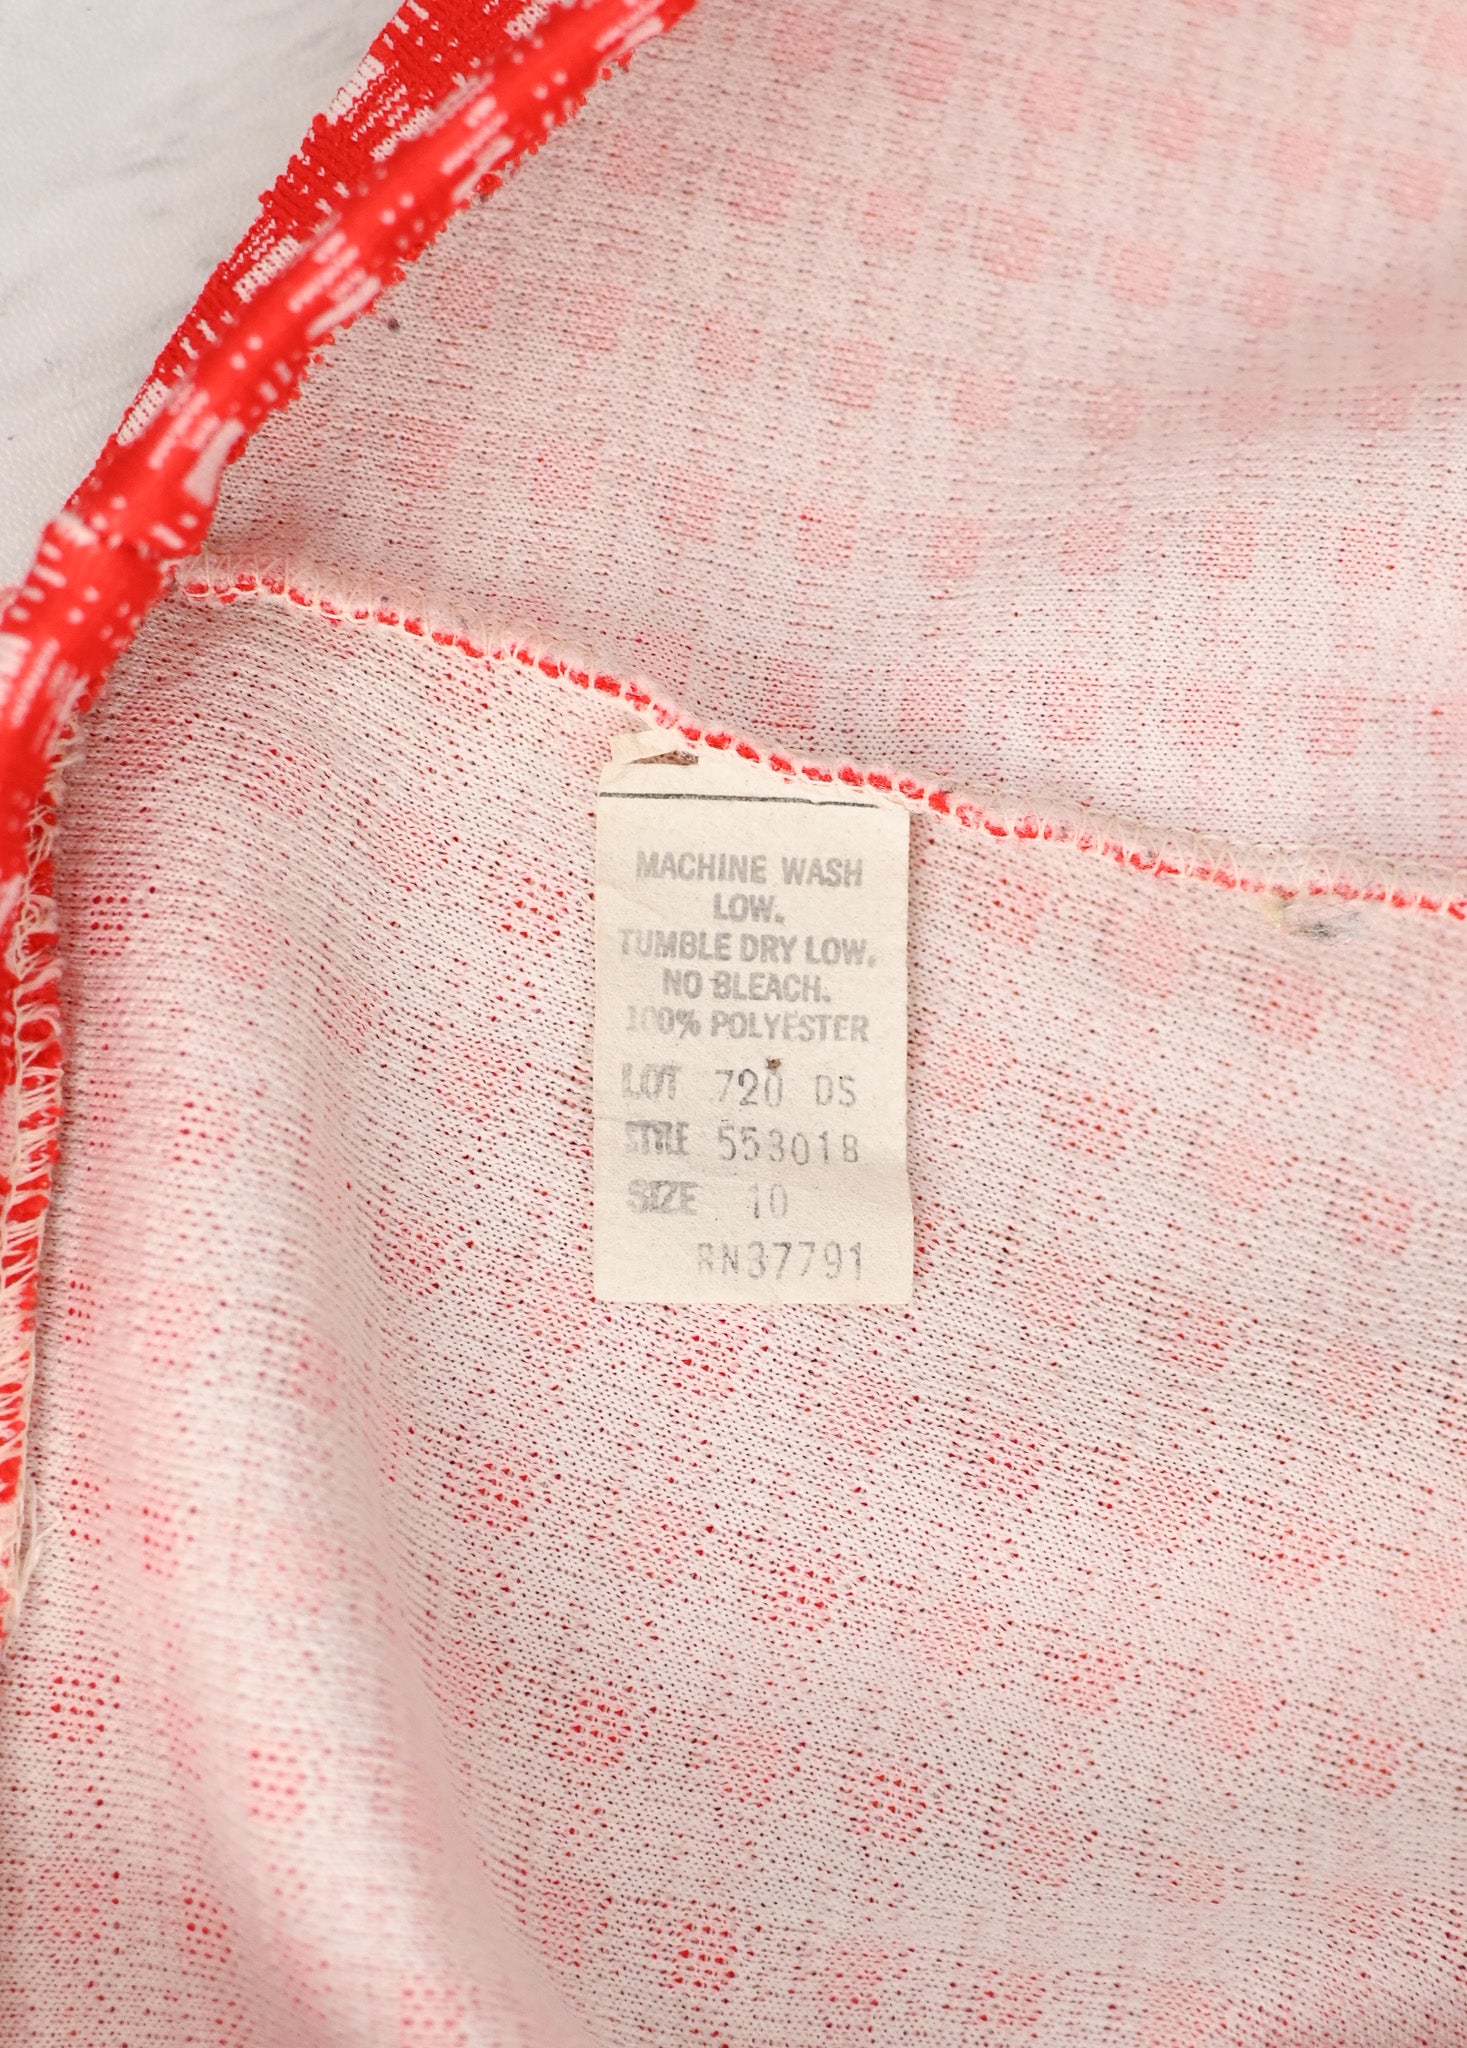 MACHINE WASH
LOW.
TUMBLE DRY LOW.
NO BLEACH.
100% POLYESTER
LOT 720 DS
STYLE 553018
SIZE 10
RN37791